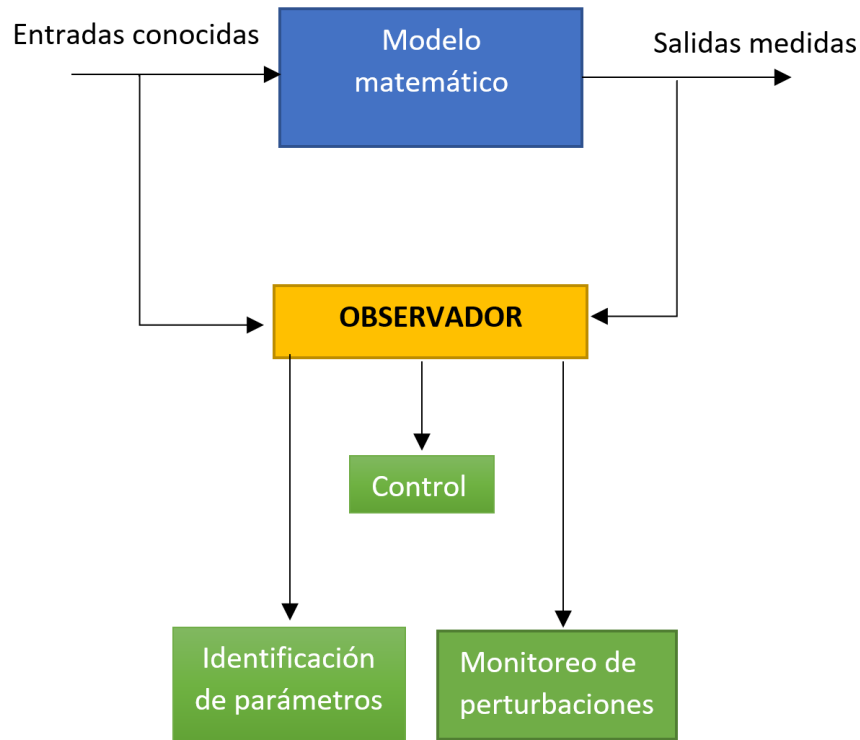 Entradas conocidas
Modelo
matemático
Salidas medidas
OBSERVADOR
Control
Identificación
de parámetros
Monitoreo de
perturbaciones